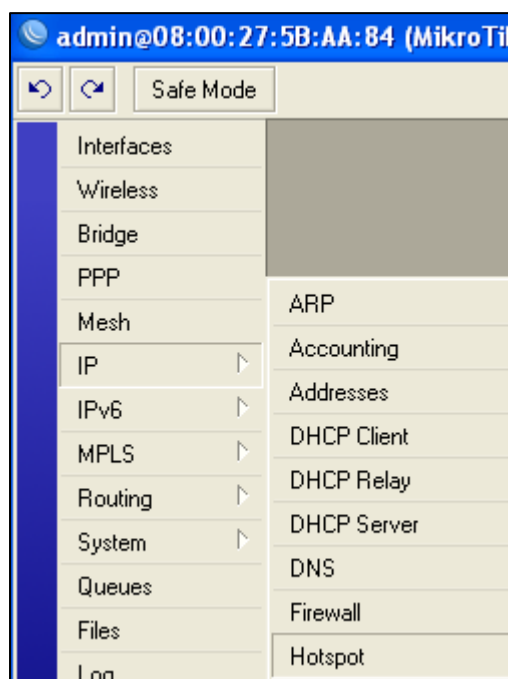 admin@08:00:27:5B:AA:84 (MikroTi
Safe Mode
Interfaces
Wireless
Bridge
PPP
Mesh
IP
IPv6
MPLS
Routing
System
Queues
Files
Log
ARP
Accounting
Addresses
DHCP Client
DHCP Relay
DHCP Server
DNS
Firewall
Hotspot